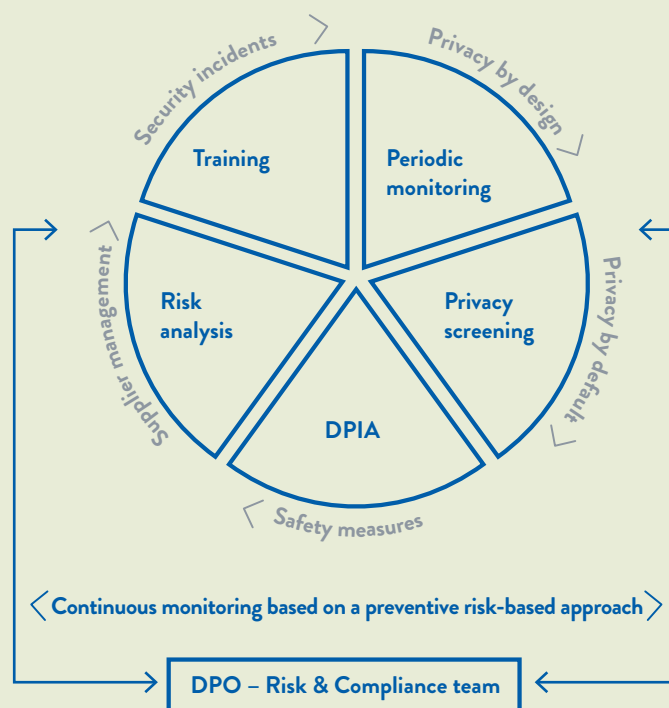 Security incidents
Privacy by design
Training
Periodic
monitoring
Supplier management
Risk
analysis
Privacy
screening
Privacy by default
DPIA
Safety measures
Continuous monitoring based on a preventive risk-based approach
DPO – Risk & Compliance team